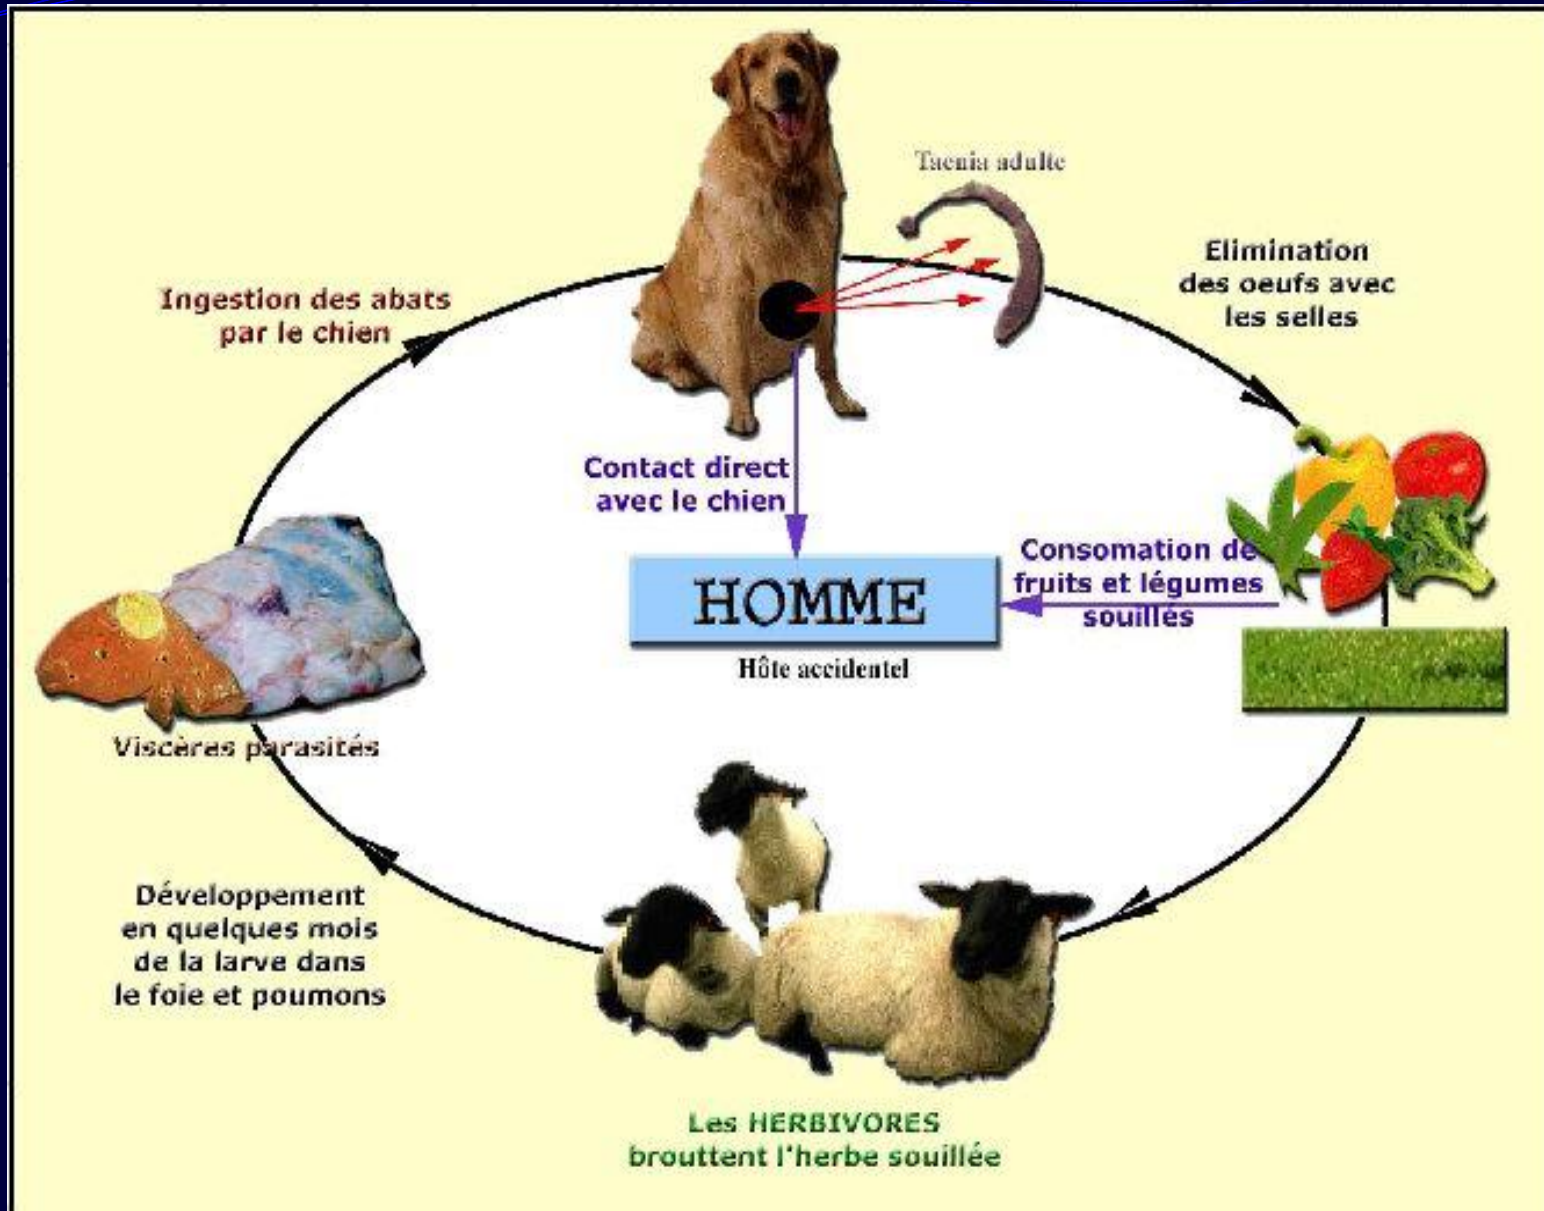 Taenia adulte
Elimination
des oeufs avec
les selles
Ingestion des abats
par le chien
Contact direct
avec le chien
Consomation de
fruits et légumes
souillés
HOMME
Hôte accidentel
Viscères parasités
Développement
en quelques mois
de la larve dans
le foie et poumons
Les HERBIVORES
brouttent l'herbe souillée